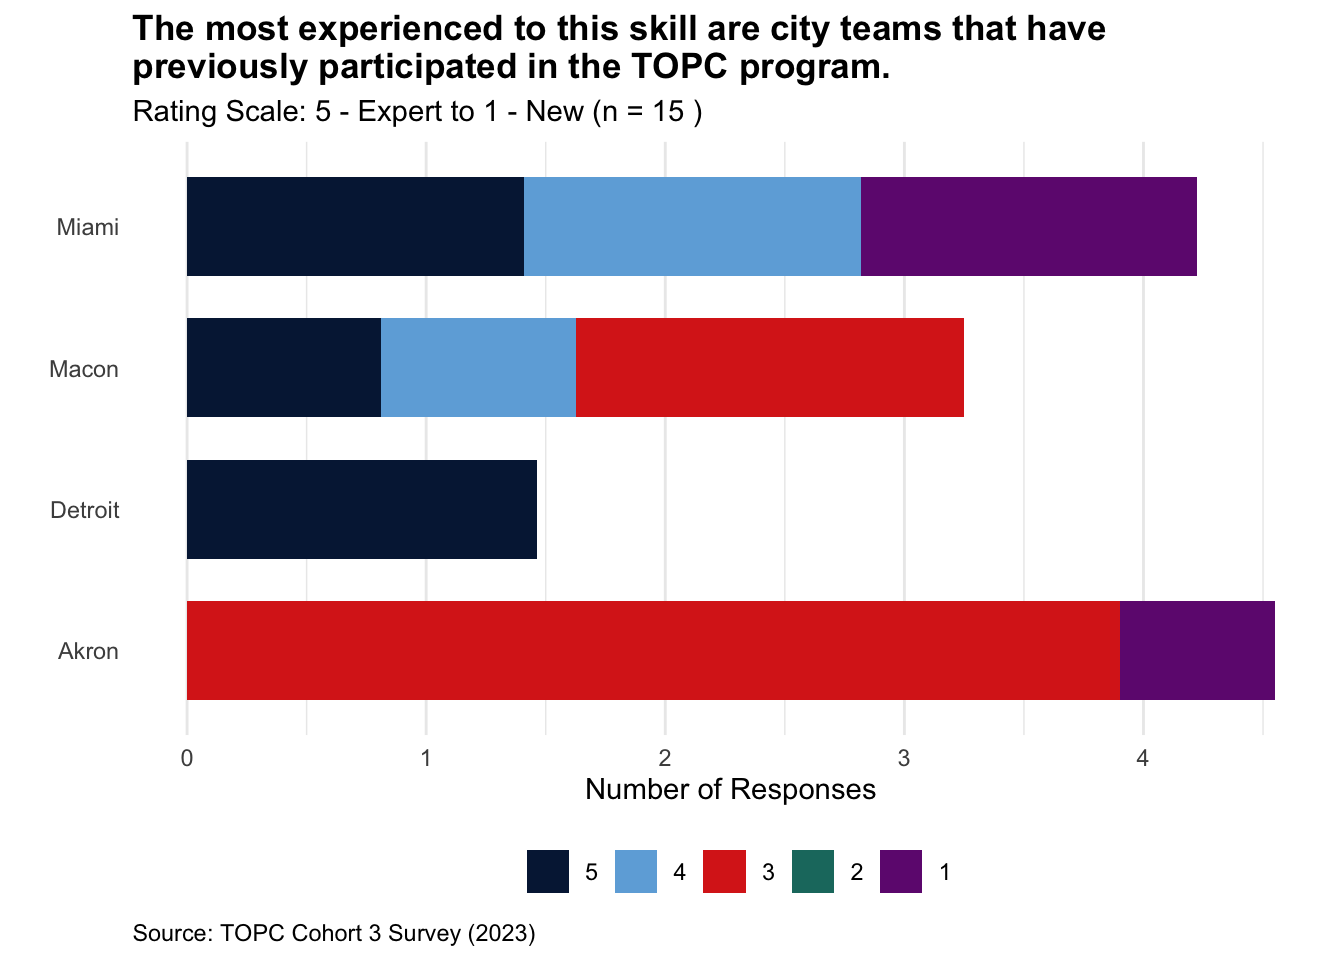 The most experienced to this skill are city teams that have
previously participated in the TOPC program.
Rating Scale: 5 - Expert to 1 - New (n = 15 )
Miami
Macon
Detroit
Akron
0 1 2 3 4
Number of Responses
5 4 3 2 1
Source: TOPC Cohort 3 Survey (2023)